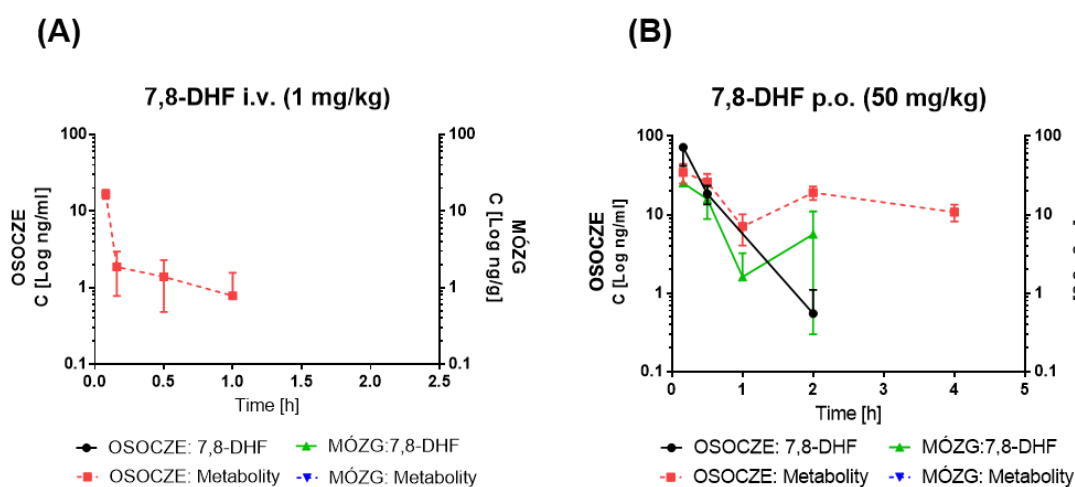 (A)
7,8-DHF i.v. (1 mg/kg)
OSOCZE
C [Log ng/ml]
100
10
1
0.1
0.0
0.5
1.0
1.5
2.0
2.5
Time [h]
100
10
1
0.1
MÓZG
C [Log ng/g]
OSOCZE: 7,8-DHF
MÓZG:7,8-DHF
OSOCZE: Metabolity
MÓZG: Metabolity
(B)
7,8-DHF p.o. (50 mg/kg)
OSOCZE
C [Log ng/ml]
100
10
1
0.1
0
1
2
3
4
5
Time [h]
100
10
1
0.1
OSOCZE: 7,8-DHF
MÓZG:7,8-DHF
OSOCZE: Metabolity
MÓZG: Metabolity